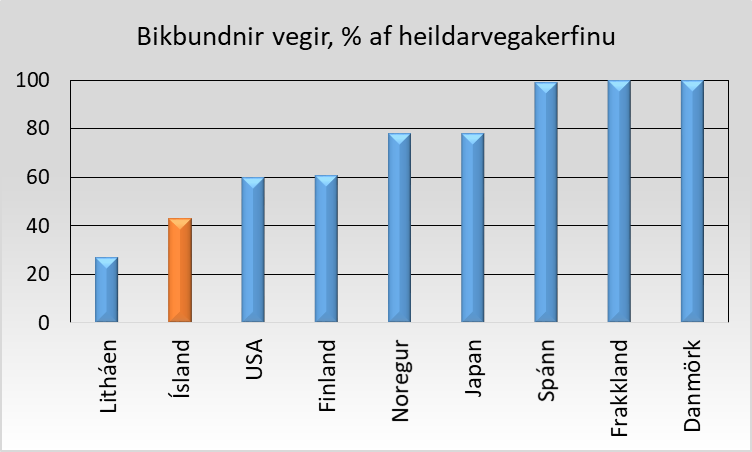 Bikbundnir vegir, % af heildarvegakerfinu
100
80
60
40
20
0
Litháen
Ísland
USA
Finland
Noregur
Japan
Spánn
Frakkland
Danmörk